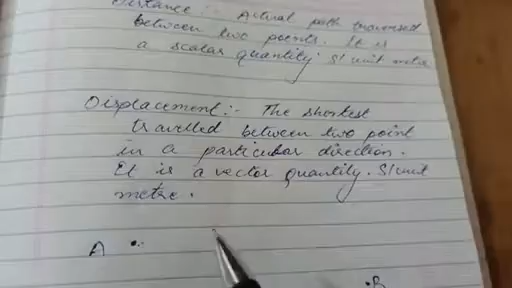 Distance :- Actual path traversed
between two points. It is
a scalar quantity. SI unit metre
Displacement:- The shortest
travelled between two point
in a particular direction.
It is a vector quantity. SI unit
metre.
A
B